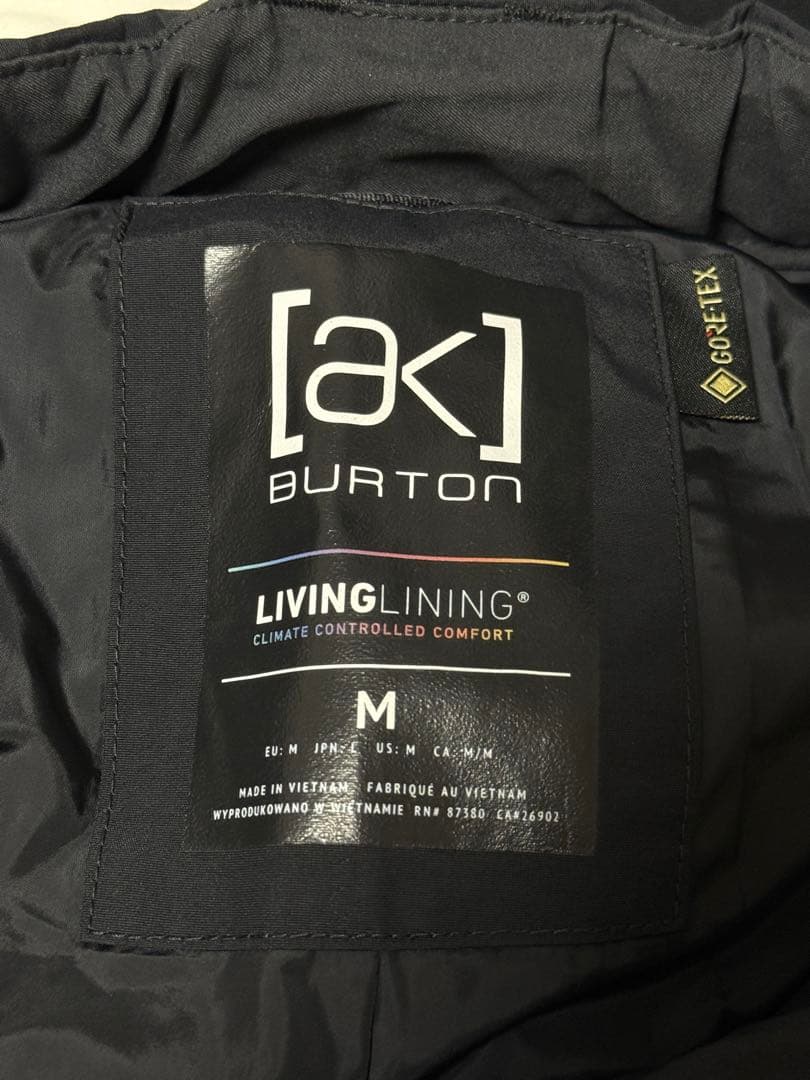 [ak]
BURTON
LIVINGLINING®
CLIMATE CONTROLLED COMFORT
M
EU: M JPN: L US: M CA: M/M
MADE IN VIETNAM FABRIQUÉ AU VIETNAM
WYPRODUKOWANO W WIETNAMIE RN# 87380 CA#26902
GORE-TEX